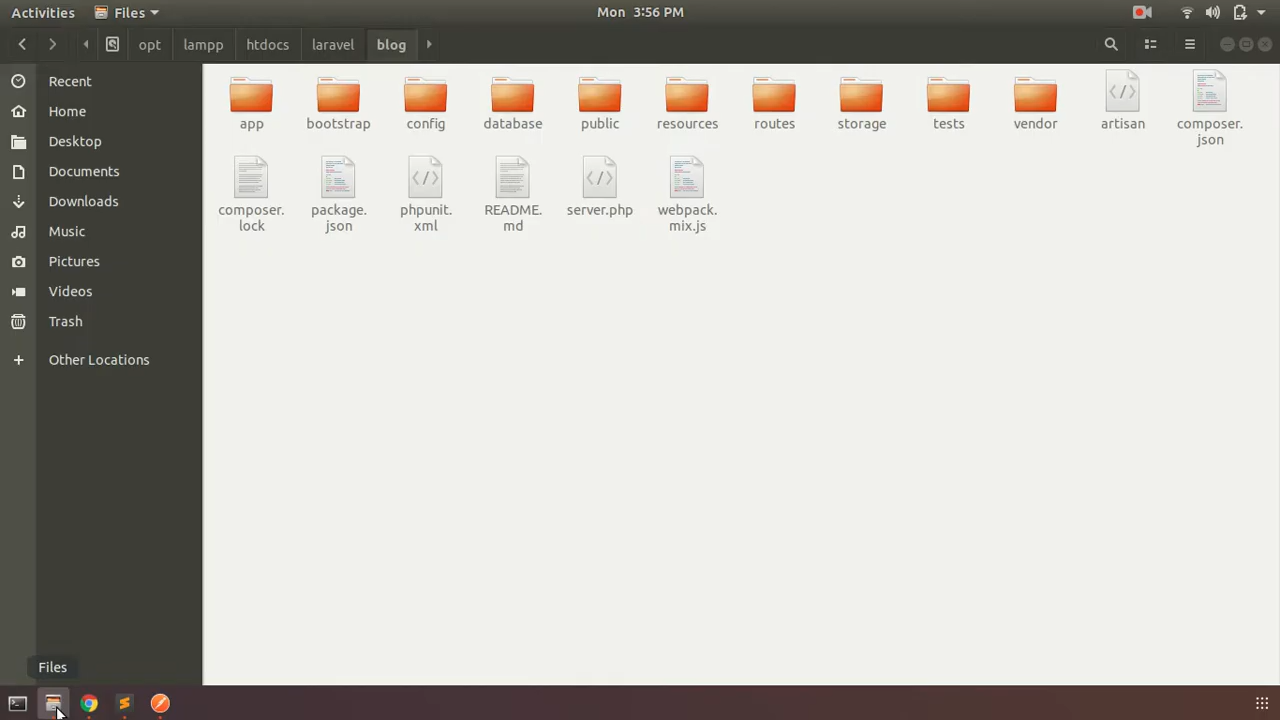 Activities
Files
Mon 3:56 PM
opt
lampp
htdocs
laravel
blog
Recent
Home
Desktop
Documents
Downloads
Music
Pictures
Videos
Trash
Other Locations
app
bootstrap
config
database
public
resources
routes
storage
tests
vendor
artisan
composer.
json
composer.
lock
package.
json
phpunit.
xml
README.
md
server.php
webpack.
mix.js
Files